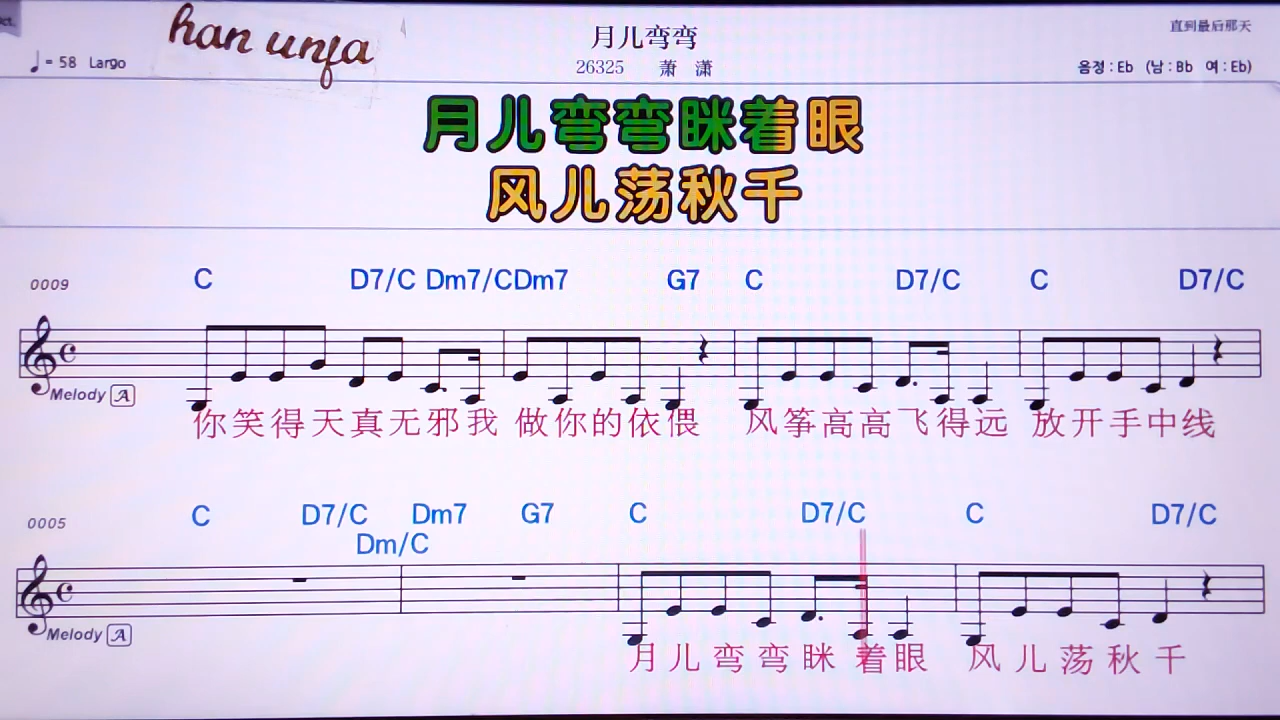 han unfa
月儿弯弯
直到最后那天
♩= 58 Largo
26325 萧 潇
음정 : Eb (남 : Bb 여 : Eb)
月儿弯弯眯着眼
风儿荡秋千
0009
C D7/C Dm7/C Dm7 G7 C D7/C C D7/C
Melody A
你笑得天真无邪我 做你的依偎 风筝高高飞得远 放开手中线
0005
C D7/C Dm7 G7 C D7/C C D7/C
Dm/C
Melody A
月儿弯弯眯着眼 风儿荡秋千